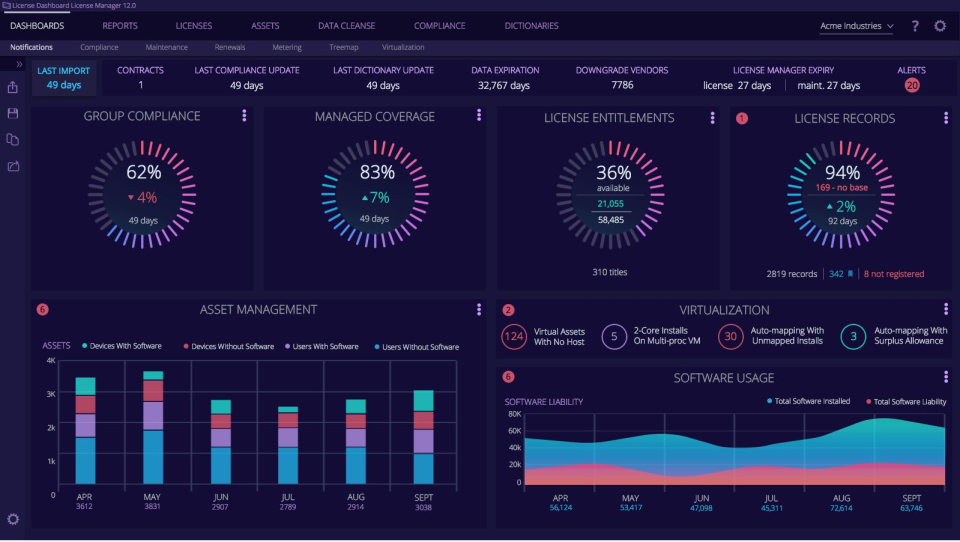 License Dashboard License Manager 12.0
DASHBOARDS REPORTS LICENSES ASSETS DATA CLEANSE COMPLIANCE DICTIONARIES Acme Industries ?
Notifications Compliance Maintenance Renewals Metering Treemap Virtualization
LAST IMPORT CONTRACTS LAST COMPLIANCE UPDATE LAST DICTIONARY UPDATE DATA EXPIRATION DOWNGRADE VENDORS LICENSE MANAGER EXPIRY ALERTS
49 days 1 49 days 49 days 32,767 days 7786 license 27 days maint. 27 days 20
GROUP COMPLIANCE
62%
4%
49 days
MANAGED COVERAGE
83%
7%
49 days
LICENSE ENTITLEMENTS
36%
available
21,055
58,485
310 titles
1 LICENSE RECORDS
94%
169 - no base
2%
92 days
2819 records 342 8 not registered
6 ASSET MANAGEMENT
ASSETS Devices With Software Devices Without Software Users With Software Users Without Software
4K
3K
2k
1k
0
APR MAY JUN JUL AUG SEPT
3612 3831 2907 2789 2914 3038
2 VIRTUALIZATION
124 Virtual Assets
With No Host
5 2-Core Installs
On Multi-proc VM
30 Auto-mapping With
Unmapped Installs
3 Auto-mapping With
Surplus Allowance
6 SOFTWARE USAGE
SOFTWARE LIABILITY Total Software Installed Total Software Liability
80K
60K
40k
20k
0
APR MAY JUN JUL AUG SEPT
56,124 53,417 47,098 45,311 72,614 63,746